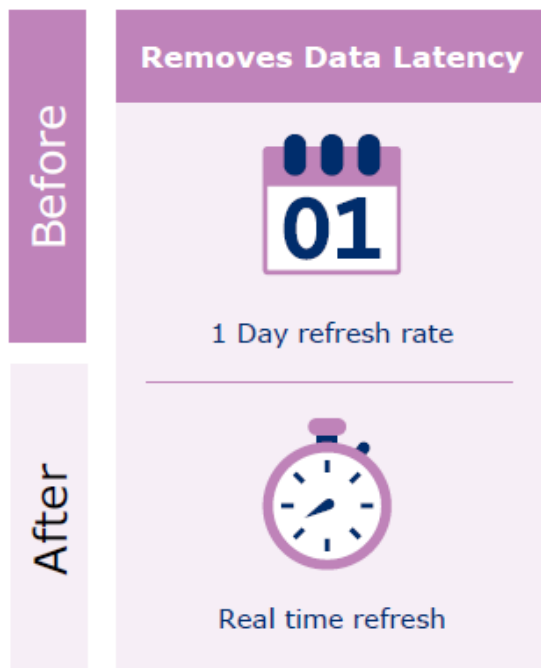 Before
Removes Data Latency
01
1 Day refresh rate
After
Real time refresh